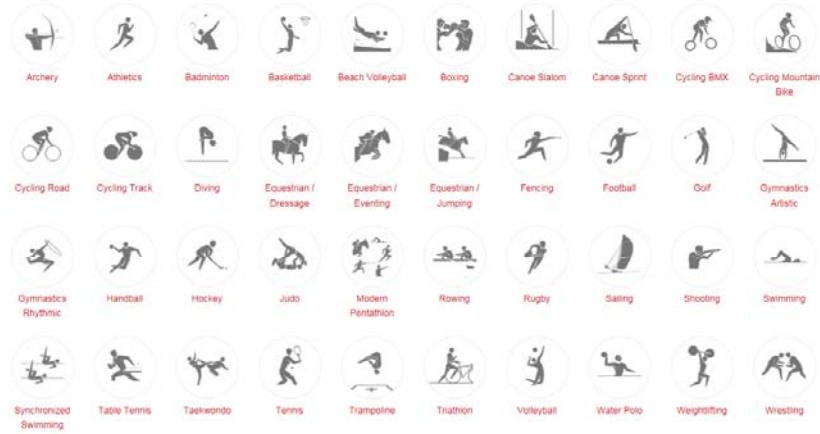 Archery
Athletics
Badminton
Basketball
Beach Volleyball
Boxing
Canoe Slalom
Canoe Sprint
Cycling BMX
Cycling Mountain
Bike
Cycling Road
Cycling Track
Diving
Equestrian /
Dressage
Equestrian /
Eventing
Equestrian /
Jumping
Fencing
Football
Golf
Gymnastics
Artistic
Gymnastics
Rhythmic
Handball
Hockey
Judo
Modern
Pentathlon
Rowing
Rugby
Sailing
Shooting
Swimming
Synchronized
Swimming
Table Tennis
Taekwondo
Tennis
Trampoline
Triathlon
Volleyball
Water Polo
Weightlifting
Wrestling